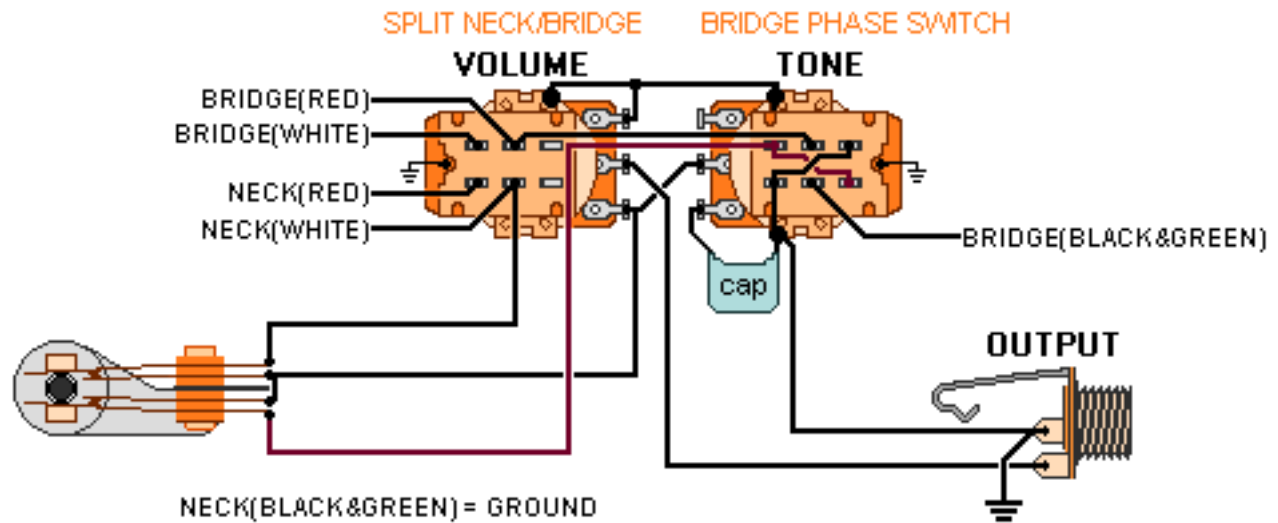 SPLIT NECK/BRIDGE
BRIDGE PHASE SWITCH
VOLUME
TONE
BRIDGE(RED)
BRIDGE(WHITE)
NECK(RED)
NECK(WHITE)
BRIDGE(BLACK&GREEN)
cap
OUTPUT
NECK(BLACK&GREEN)= GROUND